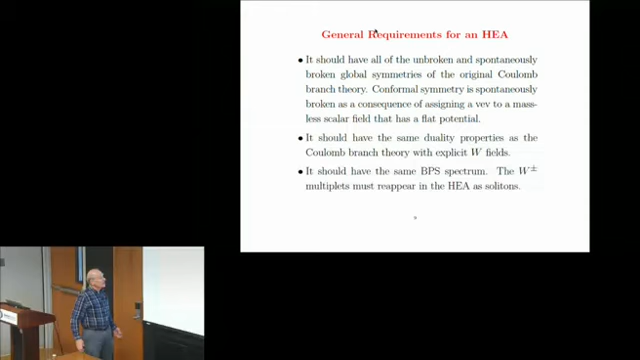 General Requirements for an HEA
• It should have all of the unbroken and spontaneously
broken global symmetries of the original Coulomb
branch theory. Conformal symmetry is spontaneously
broken as a consequence of assigning a vev to a mass-
less scalar field that has a flat potential.
• It should have the same duality properties as the
Coulomb branch theory with explicit W fields.
• It should have the same BPS spectrum. The W±
multiplets must reappear in the HEA as solitons.